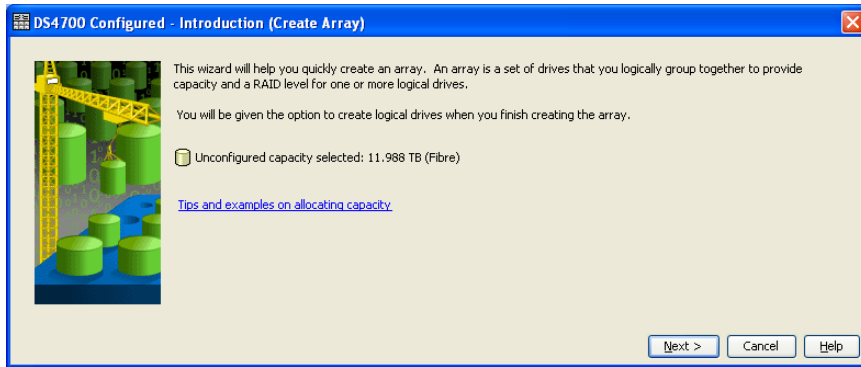 DS4700 Configured - Introduction (Create Array)
This wizard will help you quickly create an array. An array is a set of drives that you logically group together to provide
capacity and a RAID level for one or more logical drives.
You will be given the option to create logical drives when you finish creating the array.
Unconfigured capacity selected: 11.988 TB (Fibre)
Tips and examples on allocating capacity
Next > Cancel Help